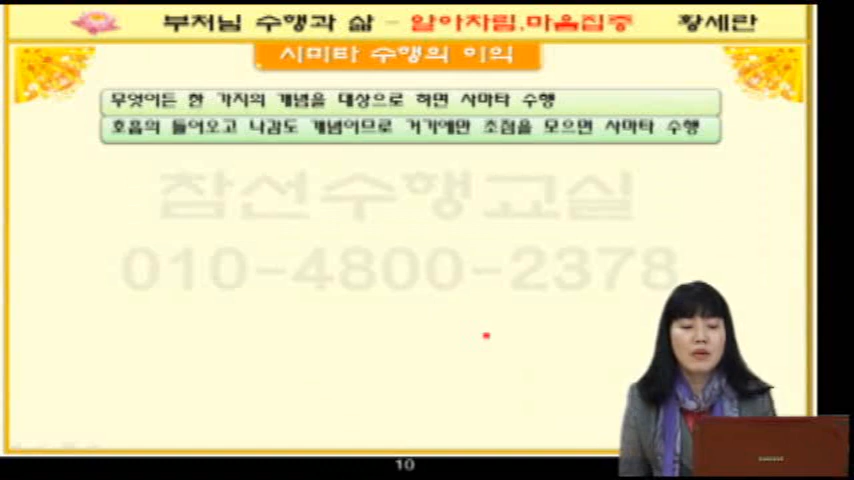 부처님 수행과 삶 - 알아차림.마음집중 황세란
사마타 수행의 이익
무엇이든 한 가지의 개념을 대상으로 하면 사마타 수행
호흡의 들어오고 나감도 개념이므로 거기에만 초점을 모으면 사마타 수행
참선수행교실
010-4800-2378
10